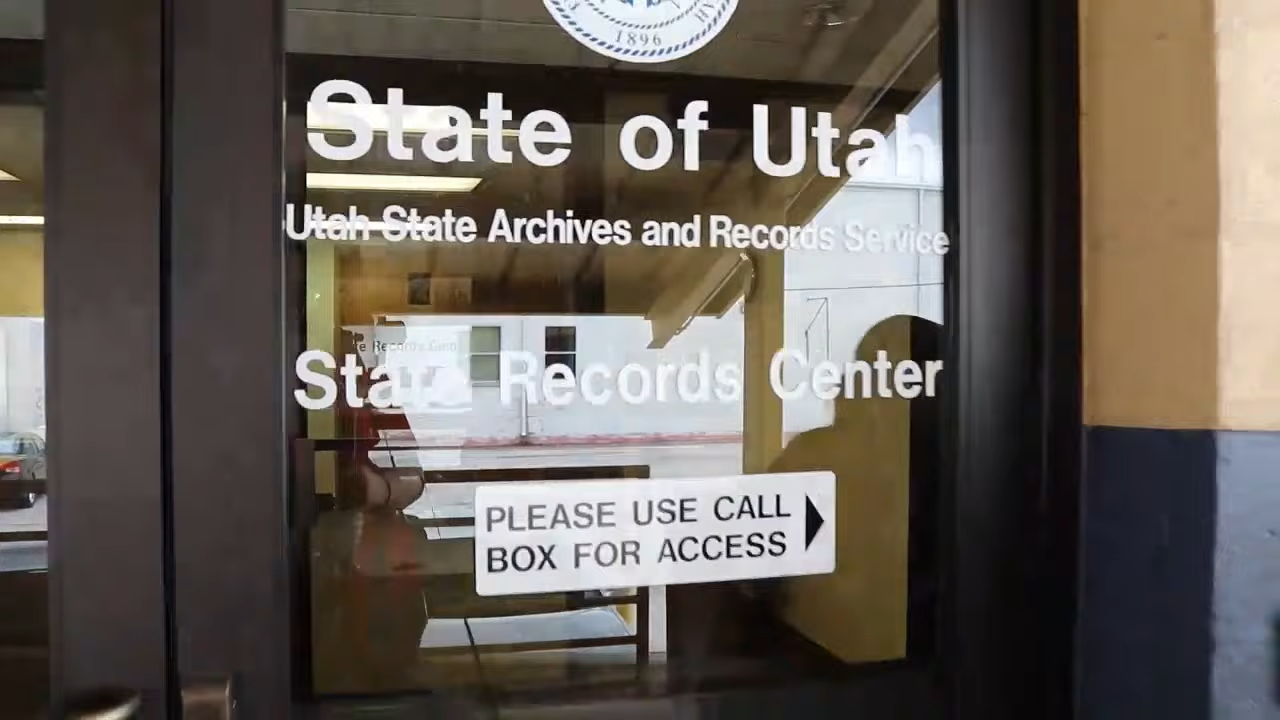 1896
State of Utah
Utah State Archives and Records Service
State Records Center
PLEASE USE CALL
BOX FOR ACCESS